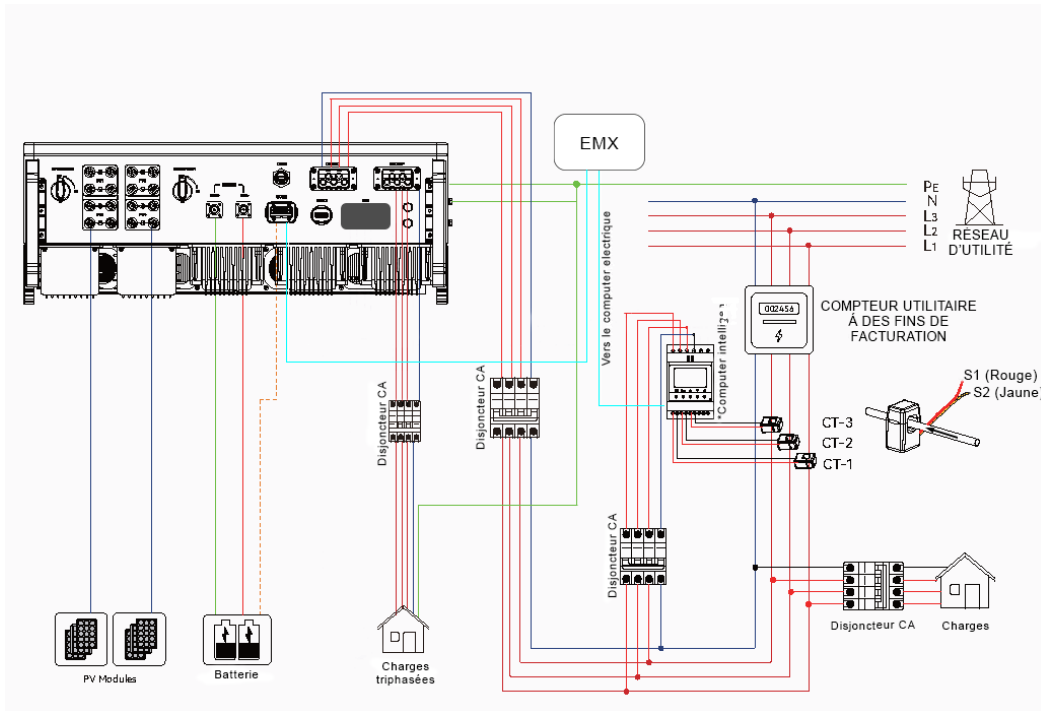 EMX
PE
N
L3
L2
L1
RÉSEAU
D'UTILITÉ
Vers le computer electrique
002456
COMPTEUR UTILITAIRE
Á DES FINS DE
FACTURATION
*Computer
S1 (Rouge)
S2 (Jaune)
CT-3
CT-2
CT-1
Disjoncteur CA
Disjoncteur CA
Disjoncteur CA
Disjoncteur CA
Charges
PV Modules
Batterie
Charges
triphasées